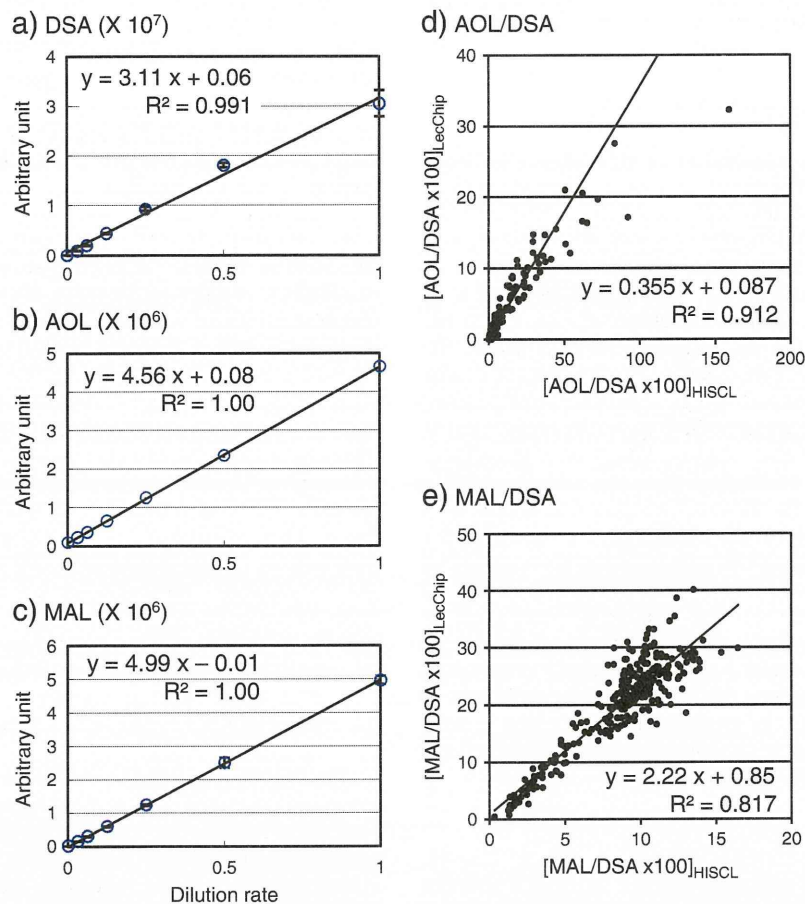 a) DSA (X 10⁷)
4
3
2
1
0
0
0.5
1
Arbitrary unit
y = 3.11 x + 0.06
R² = 0.991
b) AOL (X 10⁶)
5
4
3
2
1
0
0
0.5
1
Arbitrary unit
y = 4.56 x + 0.08
R² = 1.00
c) MAL (X 10⁶)
6
5
4
3
2
1
0
0
0.5
1
Arbitrary unit
y = 4.99 x – 0.01
R² = 1.00
Dilution rate
d) AOL/DSA
40
30
20
10
0
0
50
100
150
200
[AOL/DSA x100]LecChip
y = 0.355 x + 0.087
R² = 0.912
[AOL/DSA x100]HISCL
e) MAL/DSA
50
40
30
20
10
0
0
5
10
15
20
[MAL/DSA x100]LecChip
y = 2.22 x + 0.85
R² = 0.817
[MAL/DSA x100]HISCL